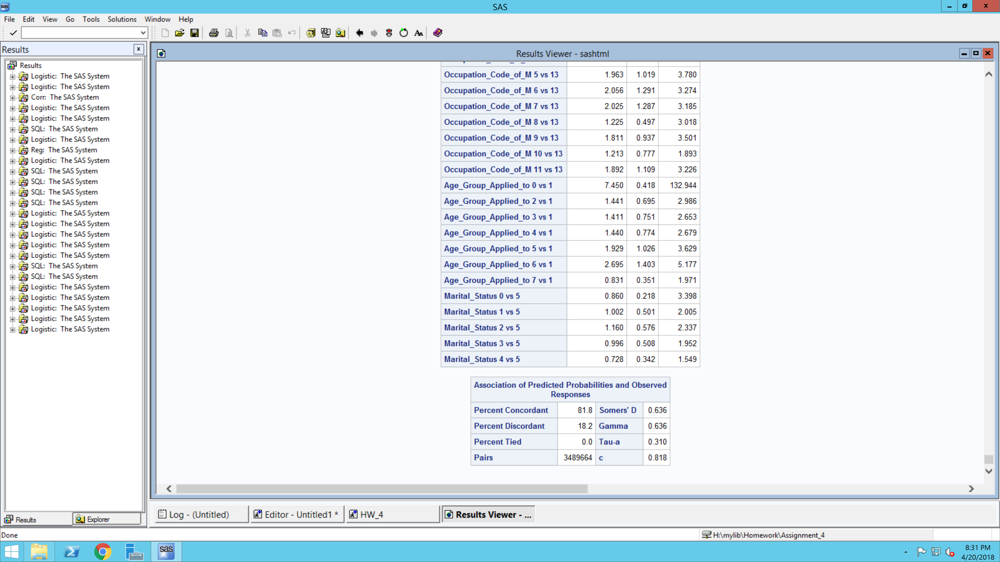 sas
SAS
File Edit View Go Tools Solutions Window Help
Results
Results
Logistic: The SAS System
Logistic: The SAS System
Corr: The SAS System
Logistic: The SAS System
Logistic: The SAS System
SQL: The SAS System
Logistic: The SAS System
Reg: The SAS System
Logistic: The SAS System
SQL: The SAS System
SQL: The SAS System
SQL: The SAS System
SQL: The SAS System
Logistic: The SAS System
Logistic: The SAS System
Logistic: The SAS System
Logistic: The SAS System
Logistic: The SAS System
SQL: The SAS System
SQL: The SAS System
Logistic: The SAS System
Logistic: The SAS System
Logistic: The SAS System
Logistic: The SAS System
Logistic: The SAS System
Results Explorer
Results Viewer - sashtml
Occupation_Code_of_M 5 vs 13 1.963 1.019 3.780
Occupation_Code_of_M 6 vs 13 2.056 1.291 3.274
Occupation_Code_of_M 7 vs 13 2.025 1.287 3.185
Occupation_Code_of_M 8 vs 13 1.225 0.497 3.018
Occupation_Code_of_M 9 vs 13 1.811 0.937 3.501
Occupation_Code_of_M 10 vs 13 1.213 0.777 1.893
Occupation_Code_of_M 11 vs 13 1.892 1.109 3.226
Age_Group_Applied_to 0 vs 1 7.450 0.418 132.944
Age_Group_Applied_to 2 vs 1 1.441 0.695 2.986
Age_Group_Applied_to 3 vs 1 1.411 0.751 2.653
Age_Group_Applied_to 4 vs 1 1.440 0.774 2.679
Age_Group_Applied_to 5 vs 1 1.929 1.026 3.629
Age_Group_Applied_to 6 vs 1 2.695 1.403 5.177
Age_Group_Applied_to 7 vs 1 0.831 0.351 1.971
Marital_Status 0 vs 5 0.860 0.218 3.398
Marital_Status 1 vs 5 1.002 0.501 2.005
Marital_Status 2 vs 5 1.160 0.576 2.337
Marital_Status 3 vs 5 0.996 0.508 1.952
Marital_Status 4 vs 5 0.728 0.342 1.549
Association of Predicted Probabilities and Observed
Responses
Percent Concordant 81.8 Somers' D 0.636
Percent Discordant 18.2 Gamma 0.636
Percent Tied 0.0 Tau-a 0.310
Pairs 3489664 c 0.818
Log - (Untitled) Editor - Untitled1 * HW_4 Results Viewer - ...
Done H:\mylib\Homework\Assignment_4
sas
8:31 PM
4/20/2018